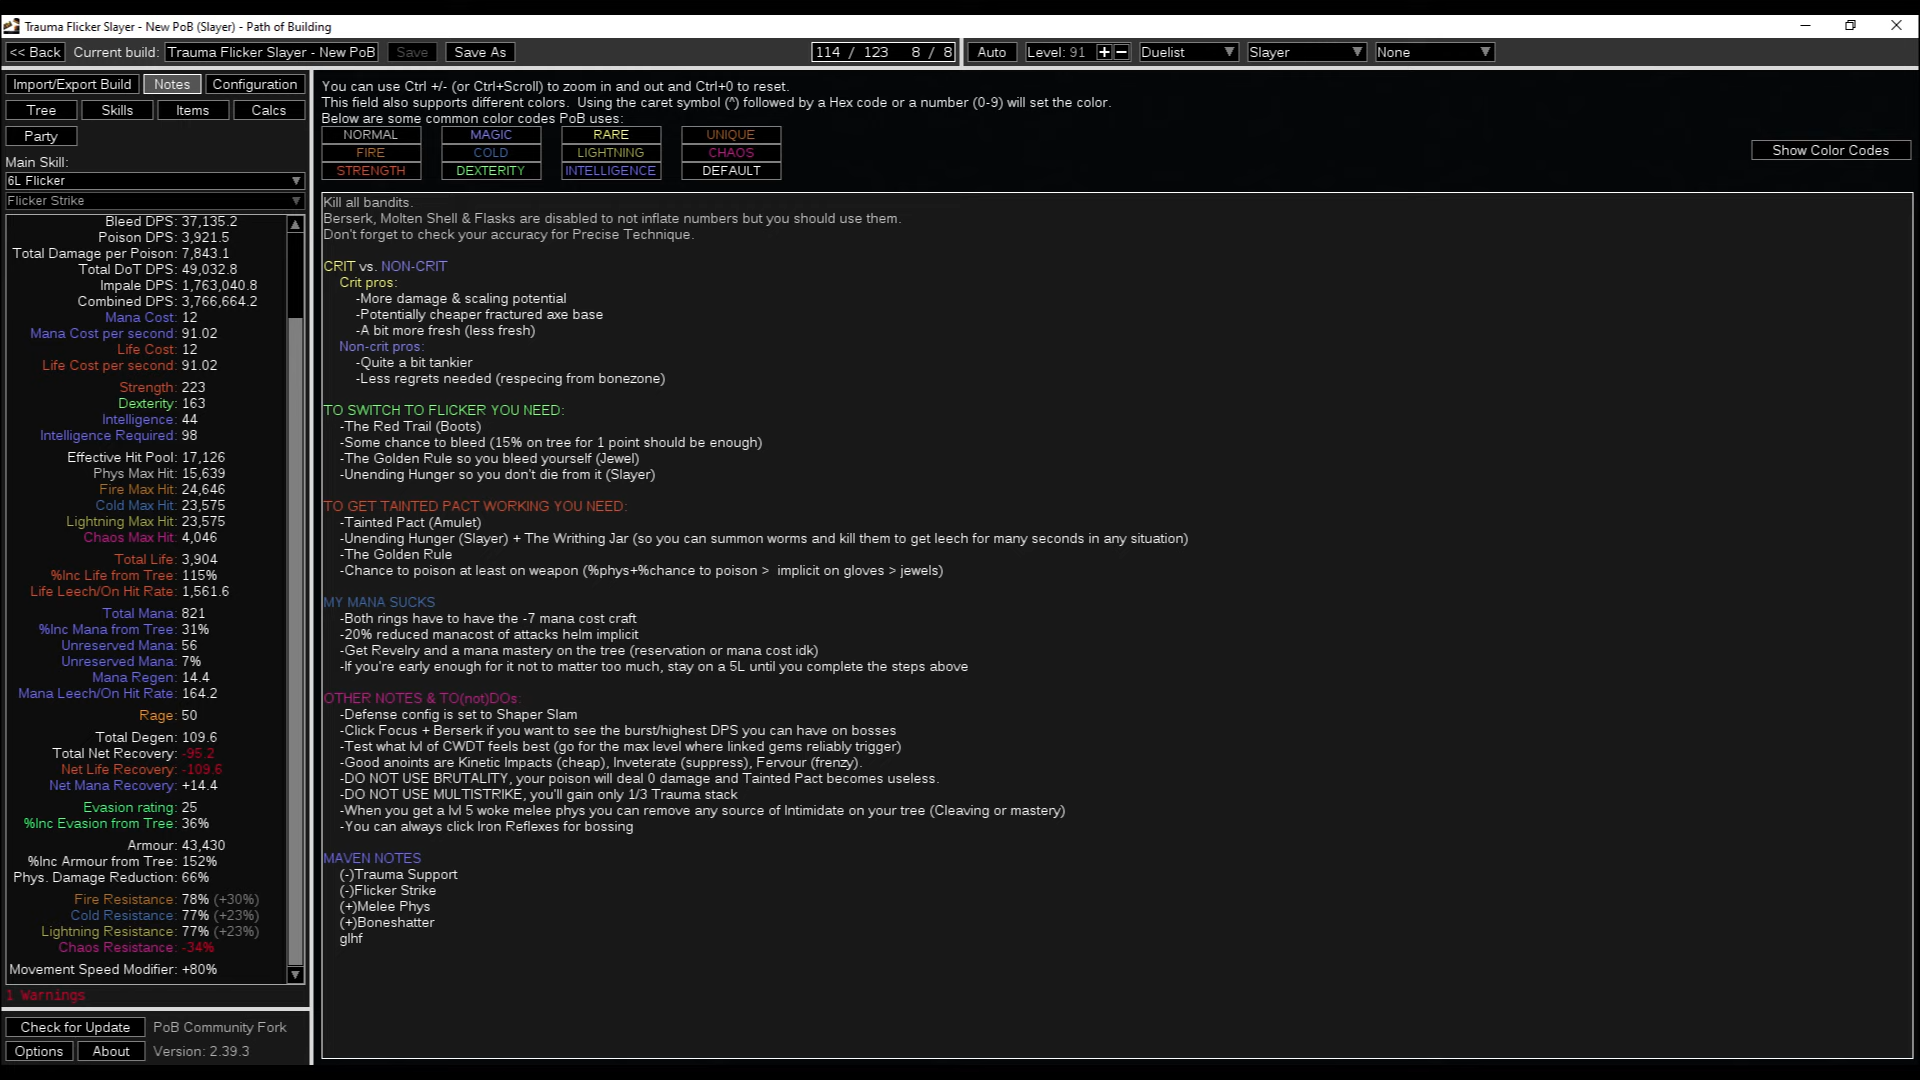 Trauma Flicker Slayer - New PoB (Slayer) - Path of Building
<< Back Current build: Trauma Flicker Slayer - New PoB Save Save As 114 / 123 8 / 8 Auto Level: 91 + − Duelist Slayer None
Import/Export Build Notes Configuration
Tree Skills Items Calcs
Party
Main Skill:
6L Flicker
Flicker Strike
Bleed DPS: 37,135.2
Poison DPS: 3,921.5
Total Damage per Poison: 7,843.1
Total DoT DPS: 49,032.8
Impale DPS: 1,763,040.8
Combined DPS: 3,766,664.2
Mana Cost: 12
Mana Cost per second: 91.02
Life Cost: 12
Life Cost per second: 91.02
Strength: 223
Dexterity: 163
Intelligence: 44
Intelligence Required: 98
Effective Hit Pool: 17,126
Phys Max Hit: 15,639
Fire Max Hit: 24,646
Cold Max Hit: 23,575
Lightning Max Hit: 23,575
Chaos Max Hit: 4,046
Total Life: 3,904
%Inc Life from Tree: 115%
Life Leech/On Hit Rate: 1,561.6
Total Mana: 821
%Inc Mana from Tree: 31%
Unreserved Mana: 56
Unreserved Mana: 7%
Mana Regen: 14.4
Mana Leech/On Hit Rate: 164.2
Rage: 50
Total Degen: 109.6
Total Net Recovery: -95.2
Net Life Recovery: -109.6
Net Mana Recovery: +14.4
Evasion rating: 25
%Inc Evasion from Tree: 36%
Armour: 43,430
%Inc Armour from Tree: 152%
Phys. Damage Reduction: 66%
Fire Resistance: 78% (+30%)
Cold Resistance: 77% (+23%)
Lightning Resistance: 77% (+23%)
Chaos Resistance: -34%
Movement Speed Modifier: +80%
1 Warnings
Check for Update PoB Community Fork
Options About Version: 2.39.3
You can use Ctrl +/- (or Ctrl+Scroll) to zoom in and out and Ctrl+0 to reset.
This field also supports different colors. Using the caret symbol (^) followed by a Hex code or a number (0-9) will set the color.
Below are some common color codes PoB uses:
NORMAL MAGIC RARE UNIQUE
FIRE COLD LIGHTNING CHAOS
STRENGTH DEXTERITY INTELLIGENCE DEFAULT
Show Color Codes
Kill all bandits.
Berserk, Molten Shell & Flasks are disabled to not inflate numbers but you should use them.
Don't forget to check your accuracy for Precise Technique.
CRIT vs. NON-CRIT
Crit pros:
-More damage & scaling potential
-Potentially cheaper fractured axe base
-A bit more fresh (less fresh)
Non-crit pros:
-Quite a bit tankier
-Less regrets needed (respecing from bonezone)
TO SWITCH TO FLICKER YOU NEED:
-The Red Trail (Boots)
-Some chance to bleed (15% on tree for 1 point should be enough)
-The Golden Rule so you bleed yourself (Jewel)
-Unending Hunger so you don't die from it (Slayer)
TO GET TAINTED PACT WORKING YOU NEED:
-Tainted Pact (Amulet)
-Unending Hunger (Slayer) + The Writhing Jar (so you can summon worms and kill them to get leech for many seconds in any situation)
-The Golden Rule
-Chance to poison at least on weapon (%phys+%chance to poison > implicit on gloves > jewels)
MY MANA SUCKS
-Both rings have to have the -7 mana cost craft
-20% reduced manacost of attacks helm implicit
-Get Revelry and a mana mastery on the tree (reservation or mana cost idk)
-If you're early enough for it not to matter too much, stay on a 5L until you complete the steps above
OTHER NOTES & TO(not)DOs:
-Defense config is set to Shaper Slam
-Click Focus + Berserk if you want to see the burst/highest DPS you can have on bosses
-Test what lvl of CWDT feels best (go for the max level where linked gems reliably trigger)
-Good anoints are Kinetic Impacts (cheap), Inveterate (suppress), Fervour (frenzy).
-DO NOT USE BRUTALITY, your poison will deal 0 damage and Tainted Pact becomes useless.
-DO NOT USE MULTISTRIKE, you'll gain only 1/3 Trauma stack
-When you get a lvl 5 woke melee phys you can remove any source of Intimidate on your tree (Cleaving or mastery)
-You can always click Iron Reflexes for bossing
MAVEN NOTES
(-)Trauma Support
(-)Flicker Strike
(+)Melee Phys
(+)Boneshatter
glhf